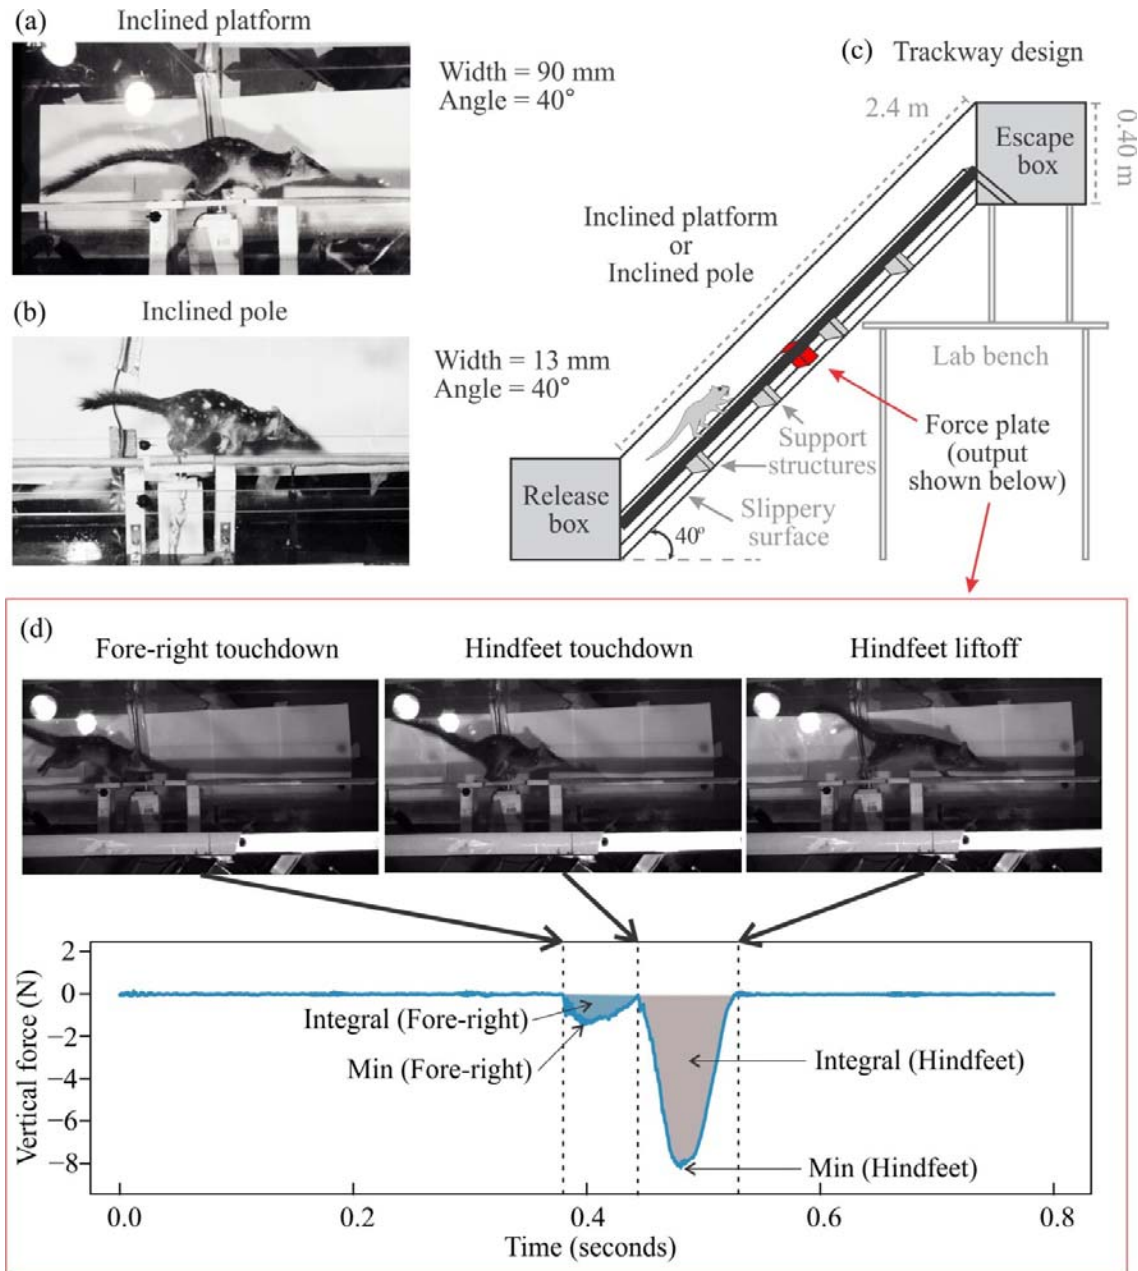 (a)
Inclined platform
Width = 90 mm
Angle = 40°
(b)
Inclined pole
Width = 13 mm
Angle = 40°
(c)
Trackway design
2.4 m
Escape
box
0.40 m
Inclined platform
or
Inclined pole
Lab bench
Force plate
(output
shown below)
Support
structures
Slippery
surface
Release
box
40°
(d)
Fore-right touchdown
Hindfeet touchdown
Hindfeet liftoff
Vertical force (N)
2
0
−2
−4
−6
−8
Integral (Fore-right)
Min (Fore-right)
Integral (Hindfeet)
Min (Hindfeet)
0.0
0.2
0.4
0.6
0.8
Time (seconds)